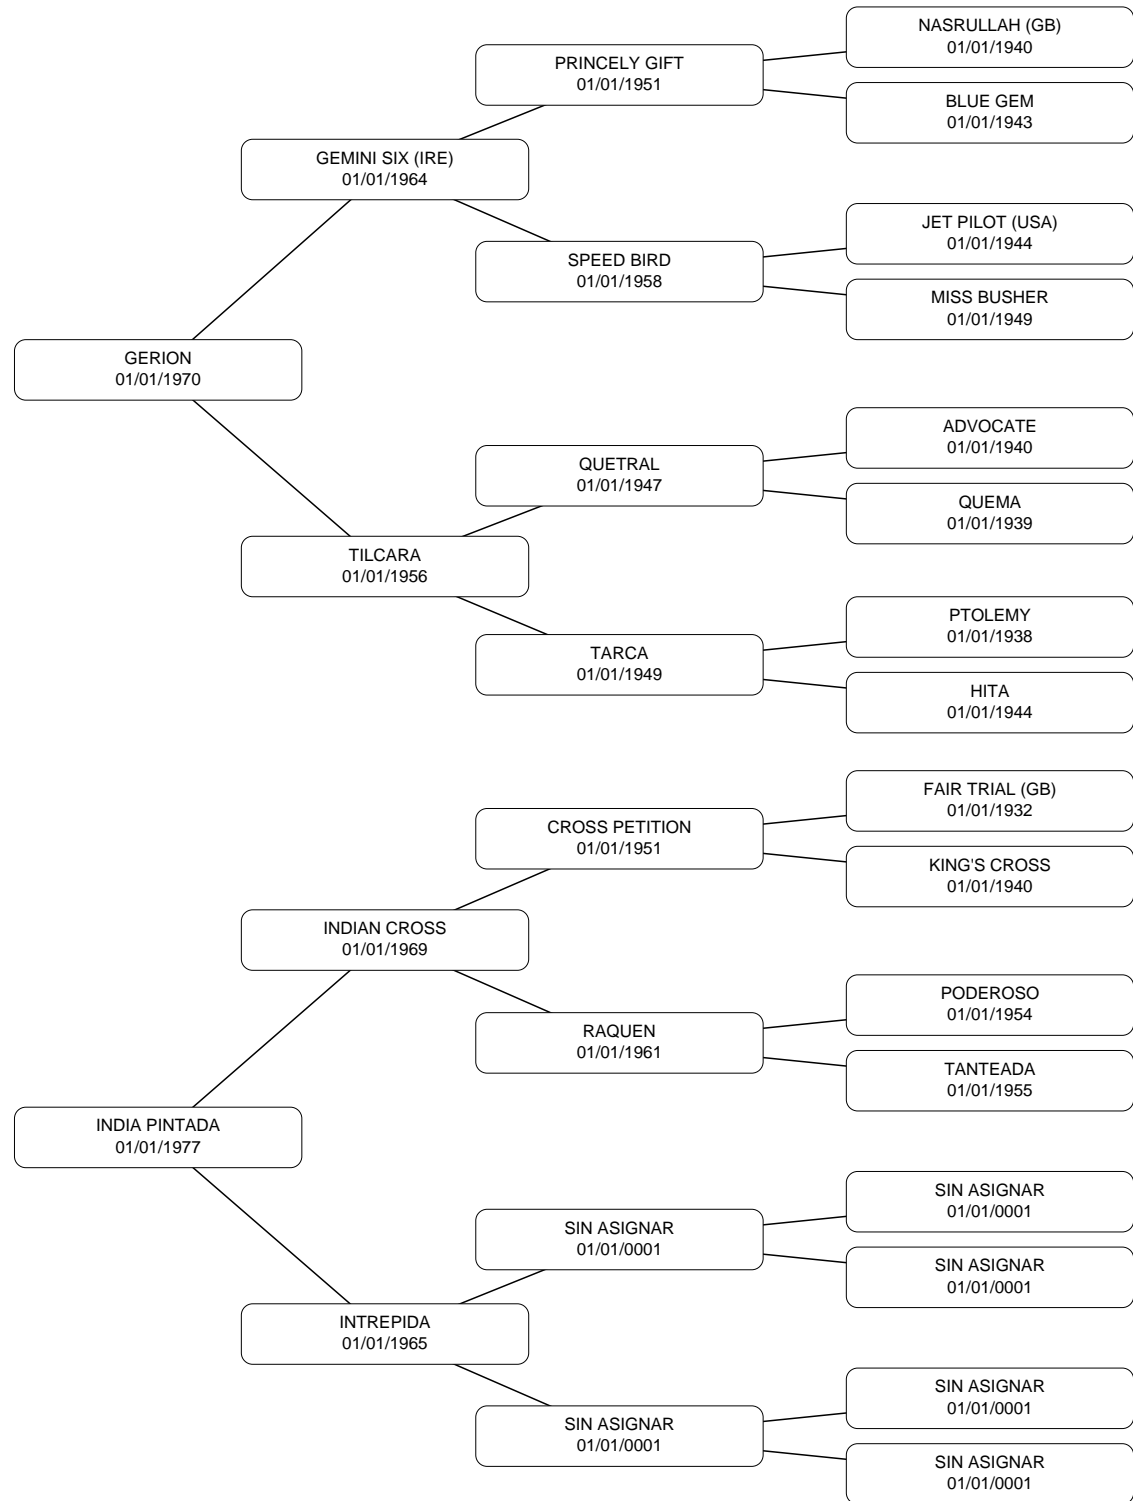 NASRULLAH (GB)
01/01/1940
PRINCELY GIFT
01/01/1951
BLUE GEM
01/01/1943
GEMINI SIX (IRE)
01/01/1964
JET PILOT (USA)
01/01/1944
SPEED BIRD
01/01/1958
MISS BUSHER
01/01/1949
GERION
01/01/1970
ADVOCATE
01/01/1940
QUETRAL
01/01/1947
QUEMA
01/01/1939
TILCARA
01/01/1956
PTOLEMY
01/01/1938
TARCA
01/01/1949
HITA
01/01/1944
FAIR TRIAL (GB)
01/01/1932
CROSS PETITION
01/01/1951
KING'S CROSS
01/01/1940
INDIAN CROSS
01/01/1969
PODEROSO
01/01/1954
RAQUEN
01/01/1961
TANTEADA
01/01/1955
INDIA PINTADA
01/01/1977
SIN ASIGNAR
01/01/0001
SIN ASIGNAR
01/01/0001
SIN ASIGNAR
01/01/0001
INTREPIDA
01/01/1965
SIN ASIGNAR
01/01/0001
SIN ASIGNAR
01/01/0001
SIN ASIGNAR
01/01/0001